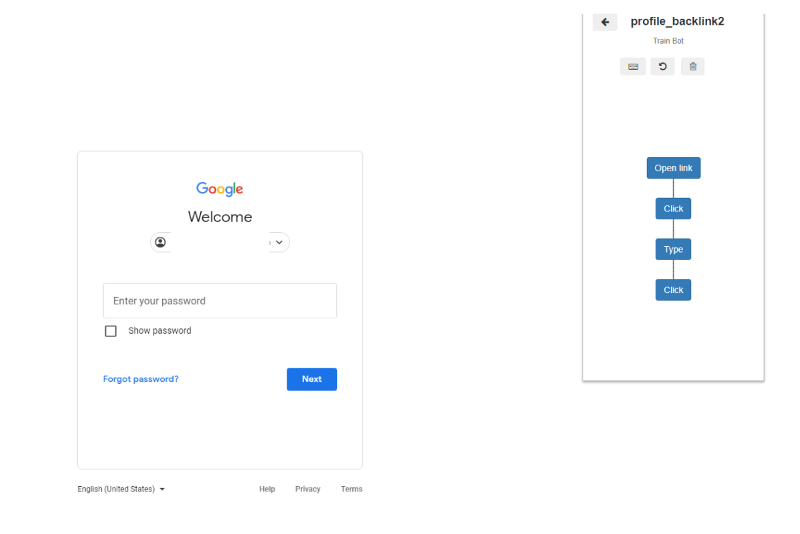 profile_backlink2
Train Bot
Open link
Click
Type
Click
Google
Welcome
Enter your password
Show password
Forgot password?
Next
English (United States)
Help
Privacy
Terms